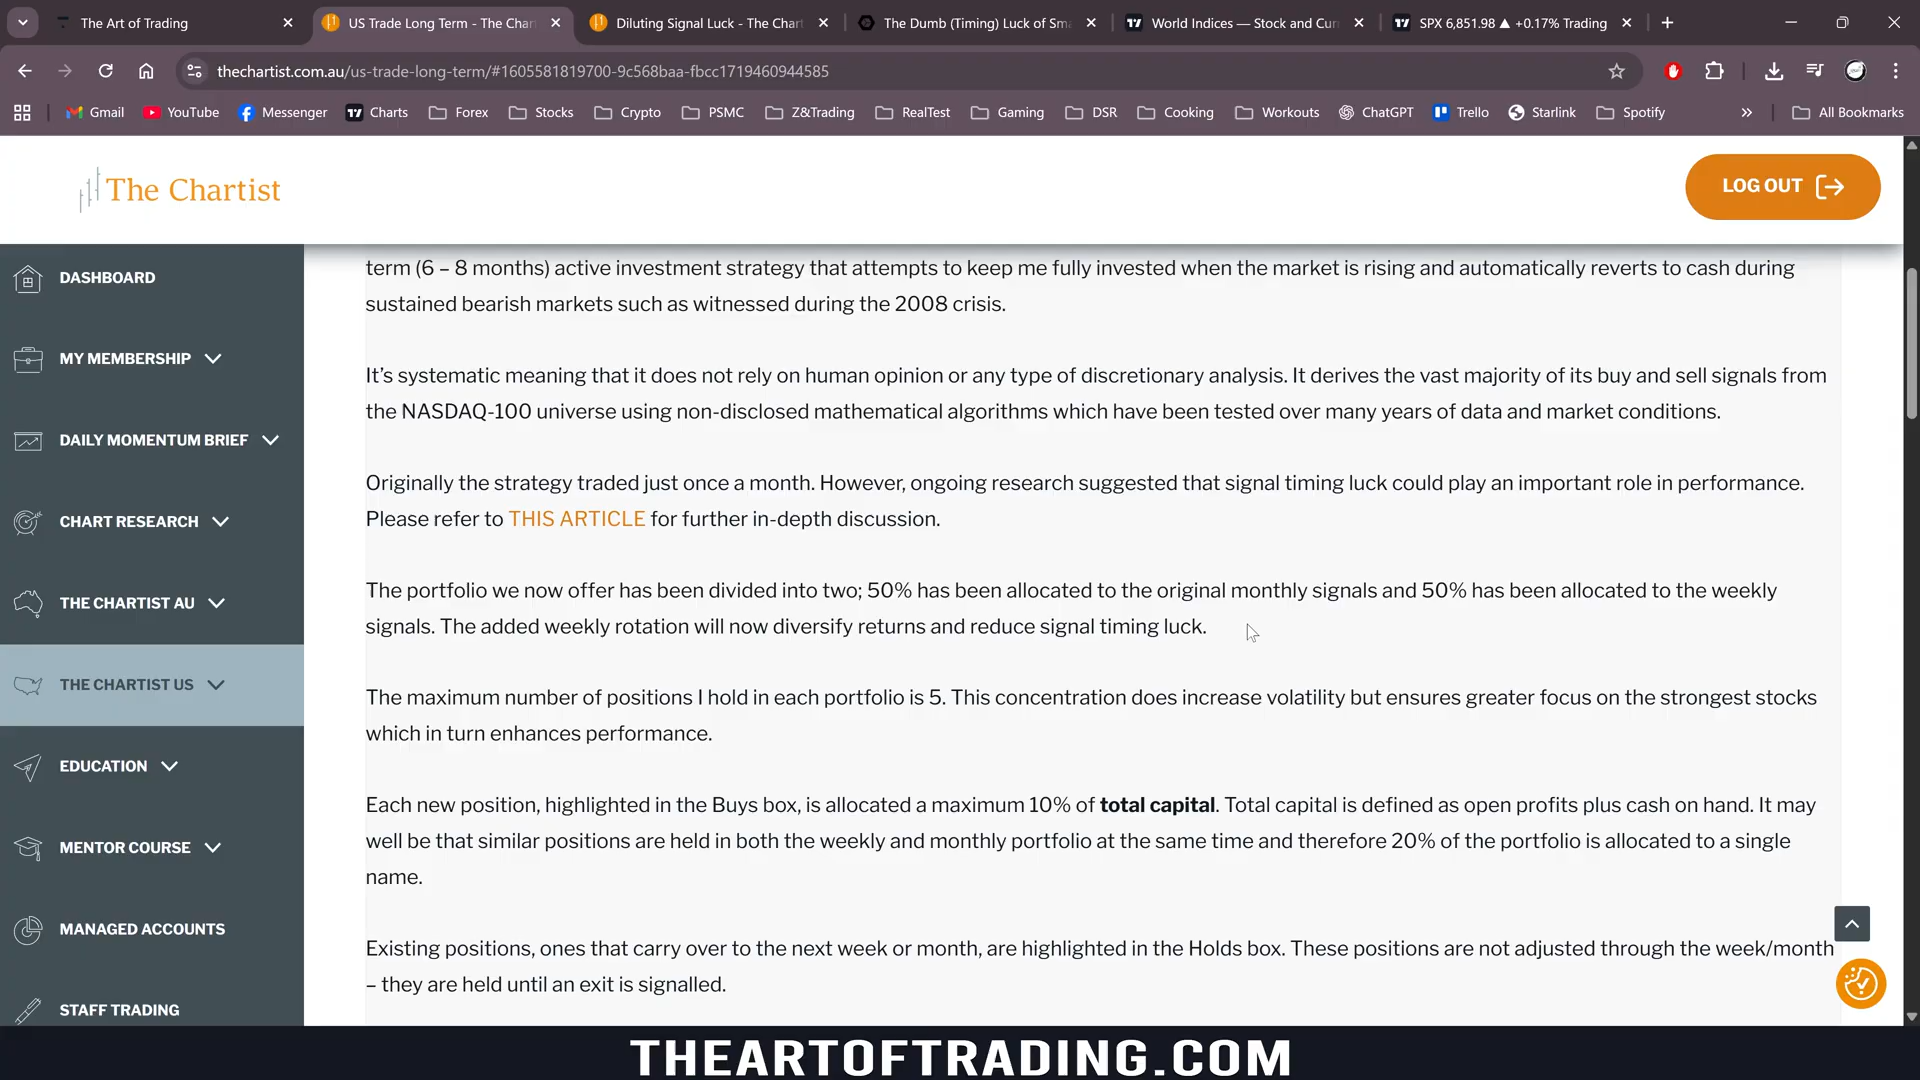 The Art of Trading
US Trade Long Term - The Char
Diluting Signal Luck - The Chart
The Dumb (Timing) Luck of Sma
World Indices — Stock and Curr
SPX 6,851.98 ▲ +0.17% Trading
thechartist.com.au/us-trade-long-term/#1605581819700-9c568baa-fbcc1719460944585
Gmail
YouTube
Messenger
Charts
Forex
Stocks
Crypto
PSMC
Z&Trading
RealTest
Gaming
DSR
Cooking
Workouts
ChatGPT
Trello
Starlink
Spotify
All Bookmarks
The Chartist
LOG OUT
DASHBOARD
MY MEMBERSHIP
DAILY MOMENTUM BRIEF
CHART RESEARCH
THE CHARTIST AU
THE CHARTIST US
EDUCATION
MENTOR COURSE
MANAGED ACCOUNTS
STAFF TRADING
term (6 – 8 months) active investment strategy that attempts to keep me fully invested when the market is rising and automatically reverts to cash during
sustained bearish markets such as witnessed during the 2008 crisis.
It’s systematic meaning that it does not rely on human opinion or any type of discretionary analysis. It derives the vast majority of its buy and sell signals from
the NASDAQ-100 universe using non-disclosed mathematical algorithms which have been tested over many years of data and market conditions.
Originally the strategy traded just once a month. However, ongoing research suggested that signal timing luck could play an important role in performance.
Please refer to THIS ARTICLE for further in-depth discussion.
The portfolio we now offer has been divided into two; 50% has been allocated to the original monthly signals and 50% has been allocated to the weekly
signals. The added weekly rotation will now diversify returns and reduce signal timing luck.
The maximum number of positions I hold in each portfolio is 5. This concentration does increase volatility but ensures greater focus on the strongest stocks
which in turn enhances performance.
Each new position, highlighted in the Buys box, is allocated a maximum 10% of total capital. Total capital is defined as open profits plus cash on hand. It may
well be that similar positions are held in both the weekly and monthly portfolio at the same time and therefore 20% of the portfolio is allocated to a single
name.
Existing positions, ones that carry over to the next week or month, are highlighted in the Holds box. These positions are not adjusted through the week/month
– they are held until an exit is signalled.
THEARTOFTRADING.COM